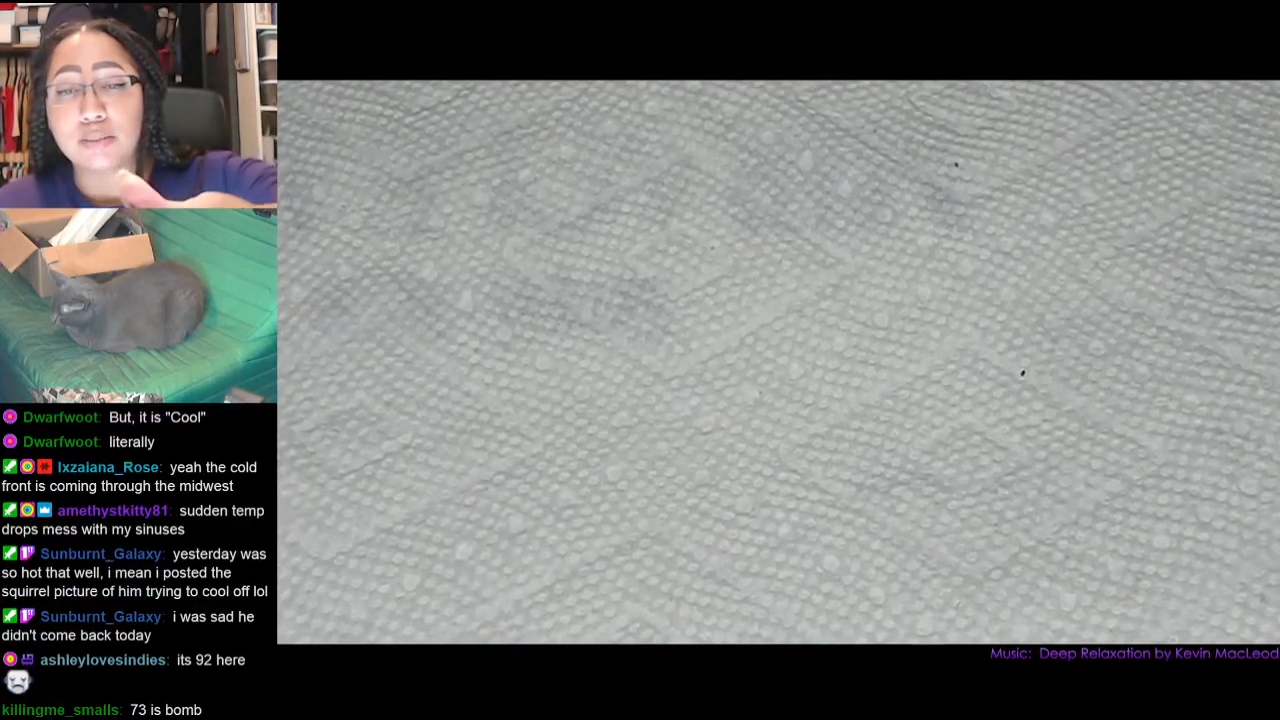 Dwarfwoot: But, it is "Cool"
Dwarfwoot: literally
Ixzaiana_Rose: yeah the cold
front is coming through the midwest
amethystkitty81: sudden temp
drops mess with my sinuses
Sunburnt_Galaxy: yesterday was
so hot that well, i mean i posted the
squirrel picture of him trying to cool off lol
Sunburnt_Galaxy: i was sad he
didn't come back today
ashleylovesindies: its 92 here
killingme_smalls: 73 is bomb
Music: Deep Relaxation by Kevin MacLeod